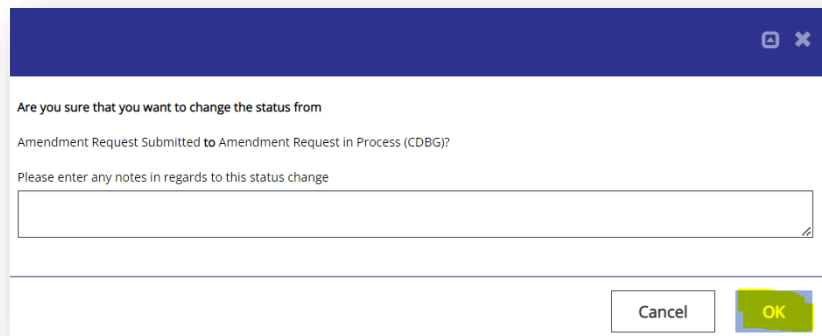 Are you sure that you want to change the status from
Amendment Request Submitted to Amendment Request in Process (CDBG)?
Please enter any notes in regards to this status change
Cancel OK